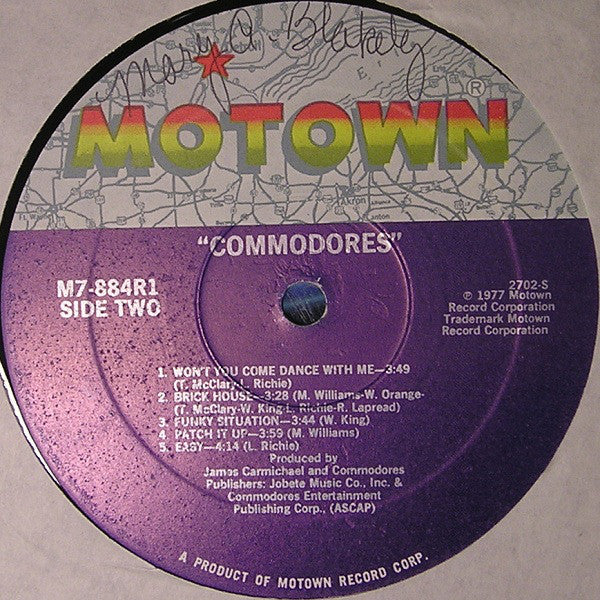 Mary A. Blakely
MOTOWN®
Akron
Canton
"COMMODORES"
M7-884R1
SIDE TWO
2702-S
℗ 1977 Motown
Record Corporation
Trademark Motown
Record Corporation
1. WON'T YOU COME DANCE WITH ME—3:49
(T. McClary-L. Richie)
2. BRICK HOUSE—3:28 (M. Williams-W. Orange-
(T. McClary-W. King-L. Richie-R. Lapread)
3. FUNKY SITUATION—3:44 (W. King)
4. PATCH IT UP—3:59 (M. Williams)
5. EASY—4:14 (L. Richie)
Produced by
James Carmichael and Commodores
Publishers: Jobete Music Co., Inc. &
Commodores Entertainment
Publishing Corp., (ASCAP)
A PRODUCT OF MOTOWN RECORD CORP.